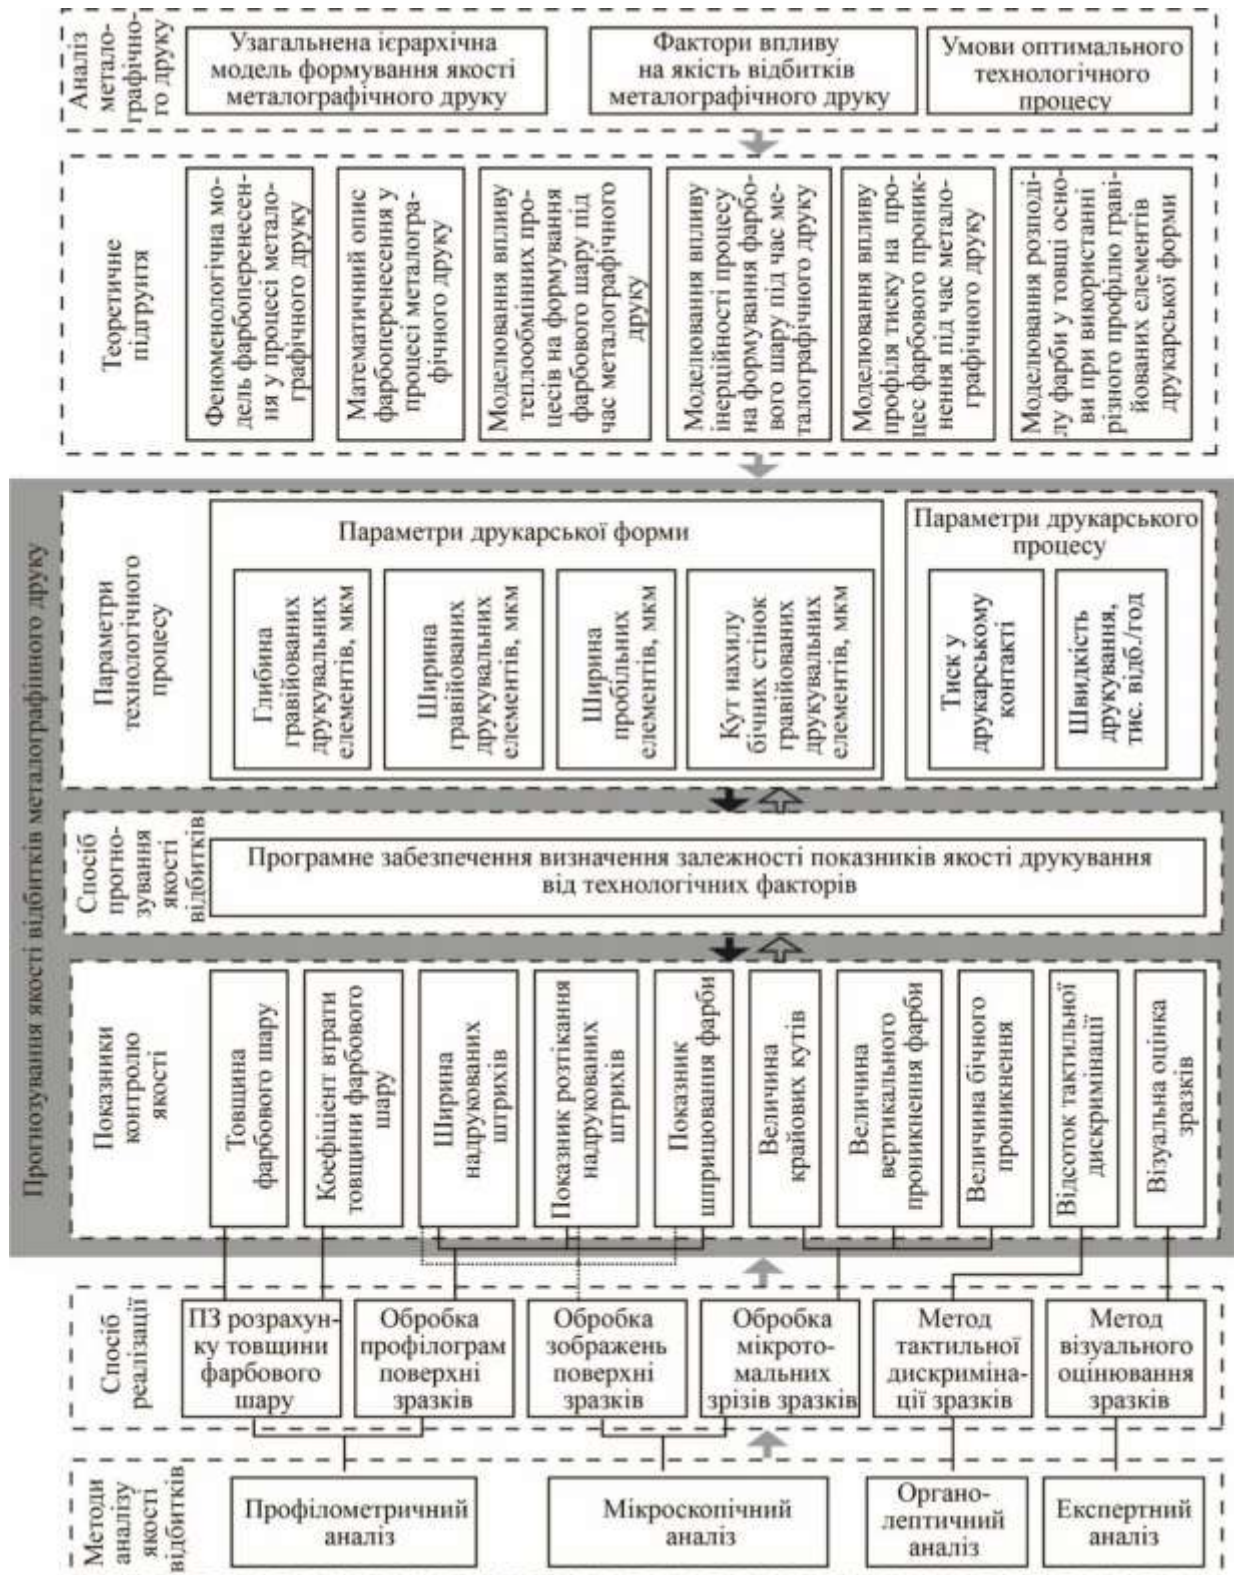 Аналіз
метало-
графічно-
го друку
Узагальнена ієрархічна
модель формування якості
металографічного друку
Фактори впливу
на якість відбитків
металографічного друку
Умови оптимального
технологічного
процесу
Теоретичне
підґрунтя
Феноменологічна мо-
дель фарбоперенесен-
ня у процесі метало-
графічного друку
Математичний опис
фарбоперенесення у
процесі металогра-
фічного друку
Моделювання впливу
теплообмінних про-
цесів на формування
фарбового шару під
час металографічного
друку
Моделювання впливу
інерційності процесу
на формування фарбо-
вого шару під час ме-
талографічного друку
Моделювання впливу
профіля тиску на про-
цес фарбового проник-
нення під час метало-
графічного друку
Моделювання розподі-
лу фарби у товщі осно-
ви при використанні
різного профілю граві-
йованих елементів
друкарської форми
Прогнозування якості відбитків металографінного друку
Параметри
технологічного
процесу
Параметри друкарської форми
Глибина
гравійованих
друкувальних
елементів, мкм
Ширина
гравійованих
друкувальних
елементів, мкм
Ширина
пробільних
елементів, мкм
Кут нахилу
бічних стінок
гравійованих
друкувальних
елементів, мкм
Параметри друкарського
процесу
Тиск у
друкарському
контакті
Швидкість
друкування,
тис. відб./год
Спосіб
прогно-
зування
якості
відбитків
Програмне забезпечення визначення залежності показників якості друкування
від технологічних факторів
Показники
контролю
якості
Товщина
фарбового шару
Коефіцієнт втрати
товщини фарбового
шару
Ширина
надрукованих
штрихів
Показник розтікання
надрукованих
штрихів
Показник
шприцювання фарби
Величина
крайових кутів
Величина
вертикального
проникнення фарби
Величина бічного
проникнення
Відсоток тактильної
дискримінації
Візуальна оцінка
зразків
Спосіб
реалізації
ПЗ розрахун-
ку товщини
фарбового
шару
Обробка
профілограм
поверхні
зразків
Обробка
зображень
поверхні
зразків
Обробка
мікрото-
мальних
зрізів зразків
Метод
тактильної
дискриміна-
ції зразків
Метод
візуального
оцінювання
зразків
Методи
аналізу
якості
відбитків
Профілометричний
аналіз
Мікроскопічний
аналіз
Органо-
лептичний
аналіз
Експертний
аналіз